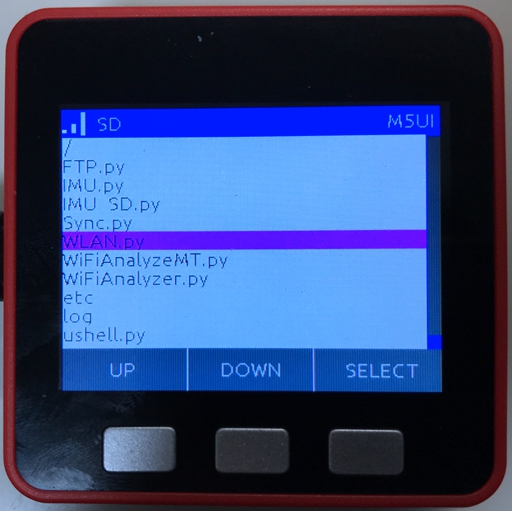 SD M5UI
/
FTP.py
IMU.py
IMU_SD.py
Sync.py
WLAN.py
WiFiAnalyzeMT.py
WiFiAnalyzer.py
etc
log
ushell.py
UP DOWN SELECT